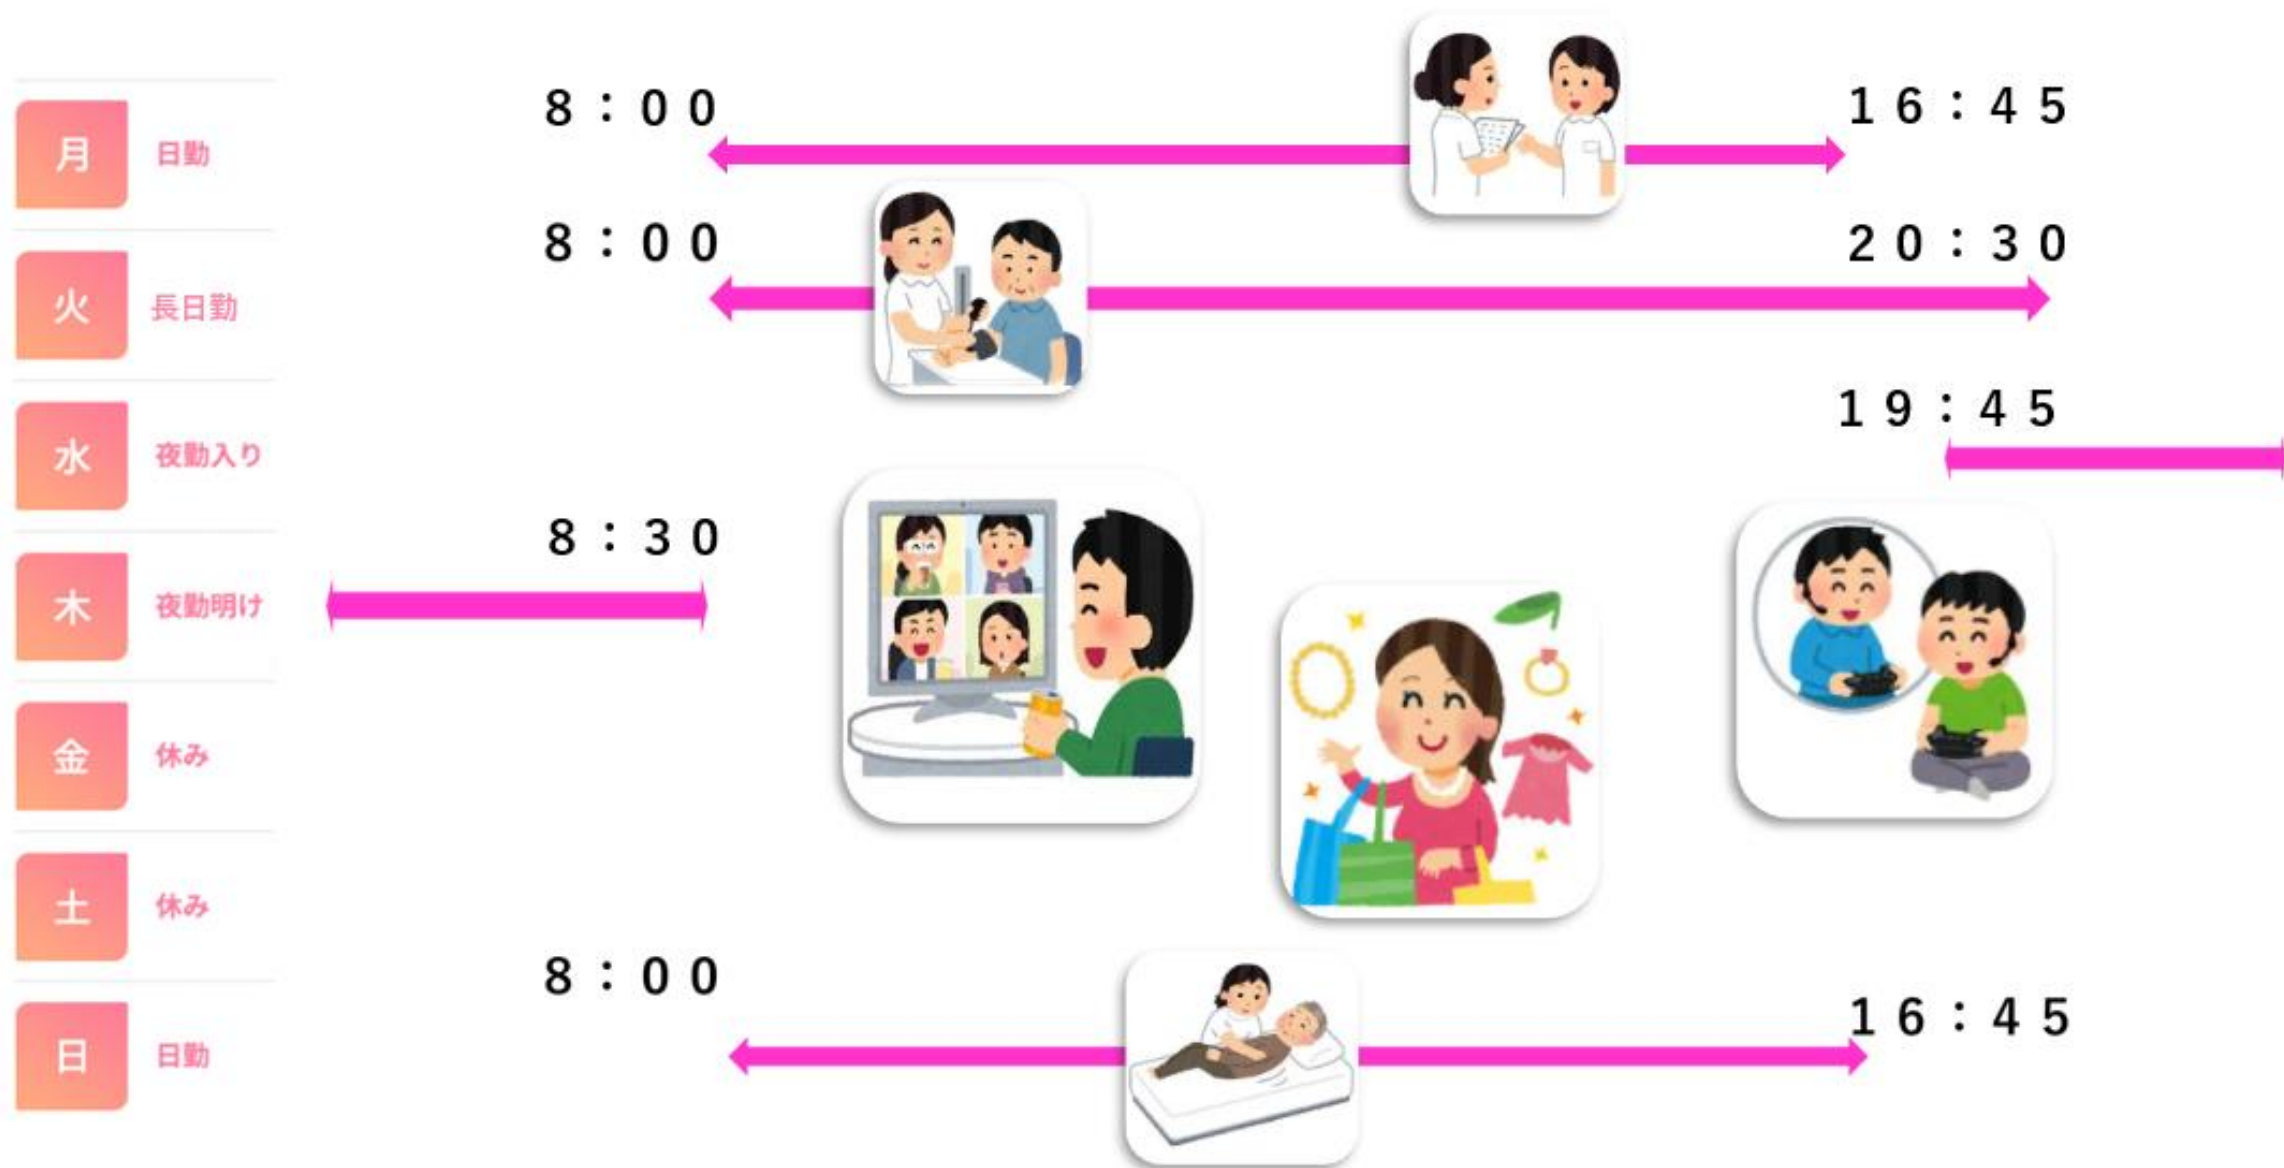 8：00
16：45
月 日勤
8：00
20：30
火 長日勤
19：45
水 夜勤入り
8：30
木 夜勤明け
金 休み
土 休み
8：00
16：45
日 日勤